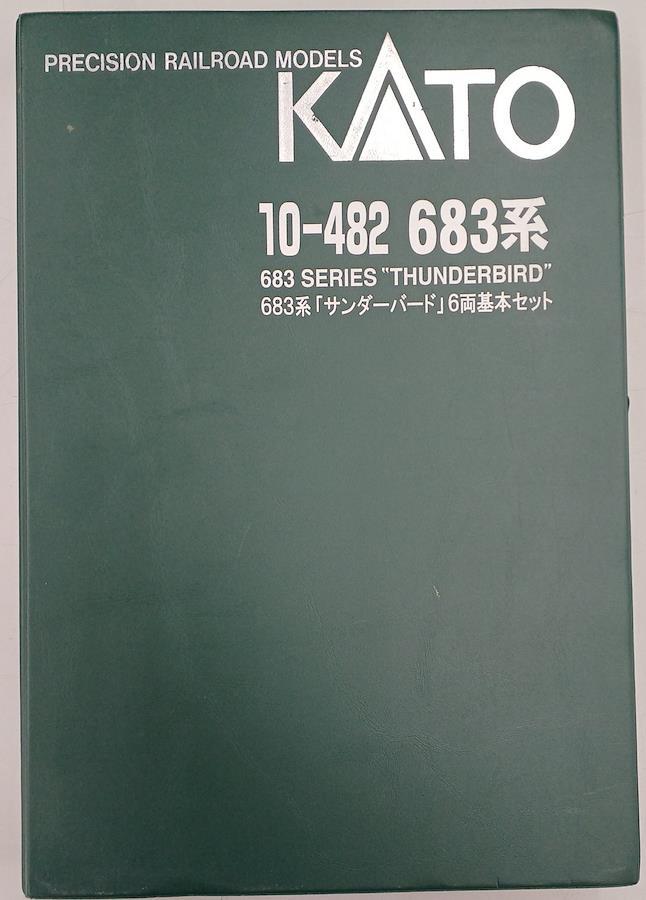 PRECISION RAILROAD MODELS
KATO
10-482 683系
683 SERIES “THUNDERBIRD”
683系「サンダーバード」6両基本セット